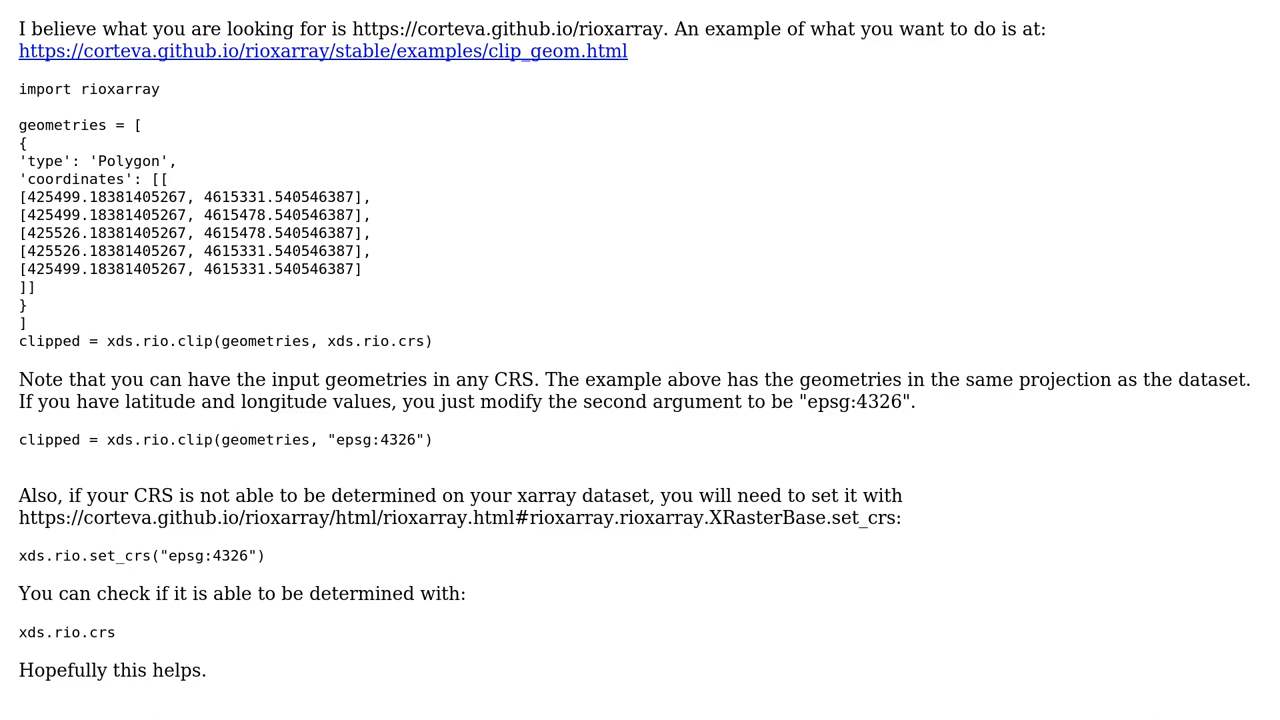 I believe what you are looking for is https://corteva.github.io/rioxarray. An example of what you want to do is at:
https://corteva.github.io/rioxarray/stable/examples/clip_geom.html
import rioxarray
geometries = [
{
'type': 'Polygon',
'coordinates': [[
[425499.18381405267, 4615331.540546387],
[425499.18381405267, 4615478.540546387],
[425526.18381405267, 4615478.540546387],
[425526.18381405267, 4615331.540546387],
[425499.18381405267, 4615331.540546387]
]]
}
]
clipped = xds.rio.clip(geometries, xds.rio.crs)
Note that you can have the input geometries in any CRS. The example above has the geometries in the same projection as the dataset.
If you have latitude and longitude values, you just modify the second argument to be "epsg:4326".
clipped = xds.rio.clip(geometries, "epsg:4326")
Also, if your CRS is not able to be determined on your xarray dataset, you will need to set it with
https://corteva.github.io/rioxarray/html/rioxarray.html#rioxarray.rioxarray.XRasterBase.set_crs:
xds.rio.set_crs("epsg:4326")
You can check if it is able to be determined with:
xds.rio.crs
Hopefully this helps.